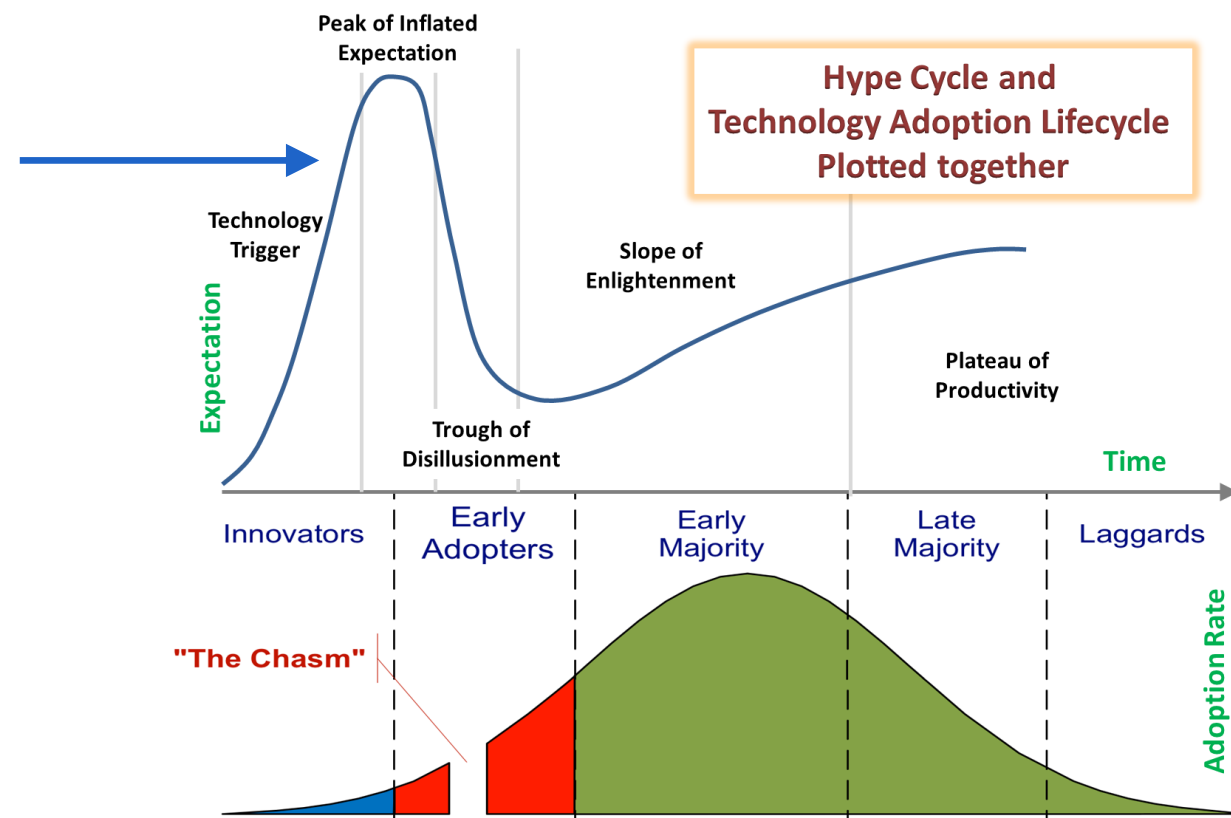 Peak of Inflated
Expectation
Hype Cycle and
Technology Adoption Lifecycle
Plotted together
Technology
Trigger
Slope of
Enlightenment
Expectation
Plateau of
Productivity
Trough of
Disillusionment
Time
Innovators
Early
Adopters
Early
Majority
Late
Majority
Laggards
"The Chasm"
Adoption Rate